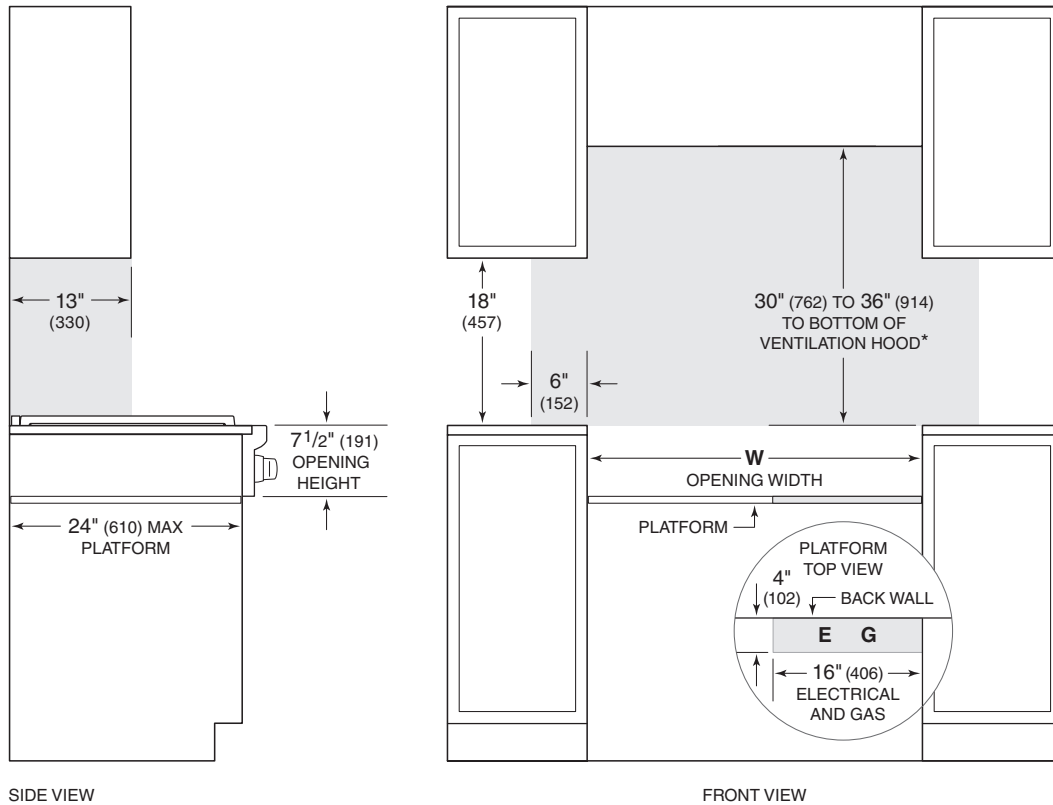 13"
(330)
7 1/2" (191)
OPENING
HEIGHT
24" (610) MAX
PLATFORM
SIDE VIEW
18"
(457)
30" (762) TO 36" (914)
TO BOTTOM OF
VENTILATION HOOD*
6"
(152)
W
OPENING WIDTH
PLATFORM
PLATFORM
TOP VIEW
4"
(102)
BACK WALL
E G
16" (406)
ELECTRICAL
AND GAS
FRONT VIEW